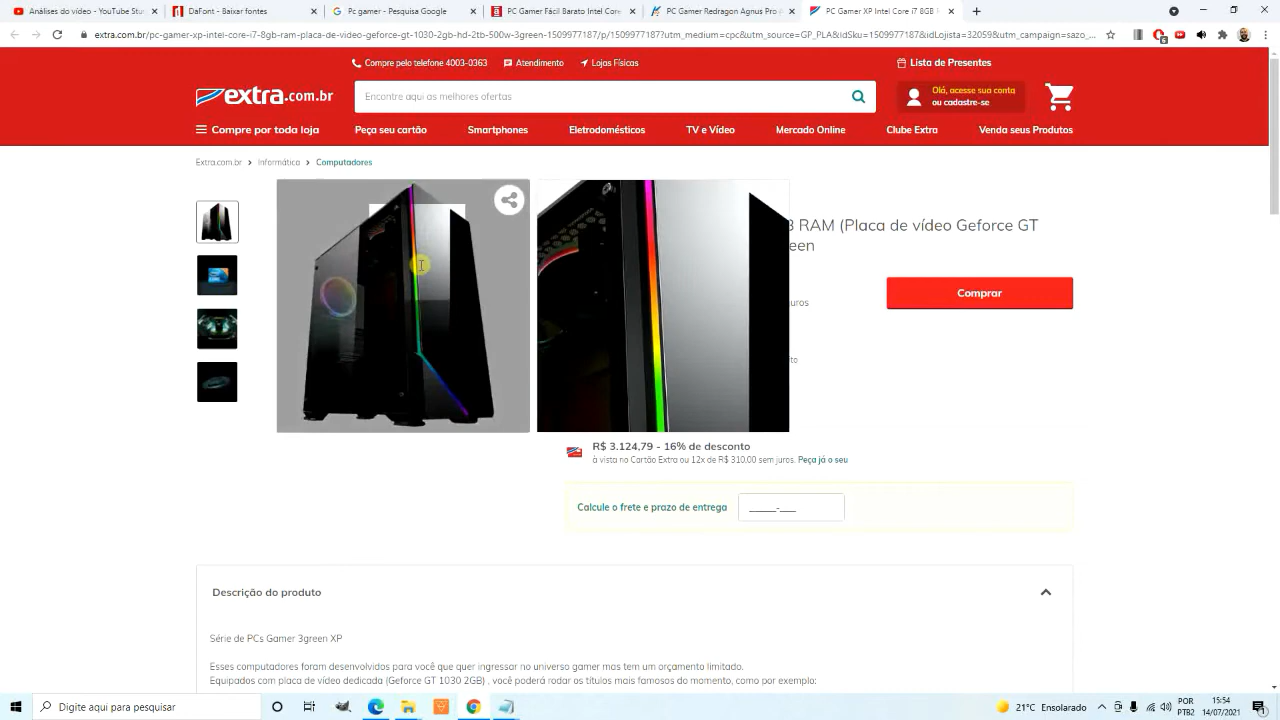 Análises do vídeo - YouTube Stu
DaFont - Baixar fontes
PC gamer - Pesquisa Google
PC Gamer Fácil Barato Intel Core
PC Gamer Redragon Agnus Pro A
PC Gamer XP Intel Core i7 8GB
extra.com.br/pc-gamer-xp-intel-core-i7-8gb-ram-placa-de-video-geforce-gt-1030-2gb-hd-2tb-500w-3green-1509977187/p/1509977187?utm_medium=cpc&utm_source=GP_PLA&idSku=1509977187&idLojista=32059&utm_campaign=sazo_...
Compre pelo telefone 4003-0363
Atendimento
Lojas Físicas
Lista de Presentes
extra.com.br
Encontre aqui as melhores ofertas
Olá, acesse sua conta
ou cadastre-se
Compre por toda loja
Peça seu cartão
Smartphones
Eletrodomésticos
TV e Vídeo
Mercado Online
Clube Extra
Venda seus Produtos
Extra.com.br > Informática > Computadores
RAM (Placa de vídeo Geforce GT
een
Comprar
uros
to
R$ 3.124,79 - 16% de desconto
à vista no Cartão Extra ou 12x de R$ 310,00 sem juros. Peça já o seu
Calcule o frete e prazo de entrega
_____-___
Descrição do produto
Série de PCs Gamer 3green XP
Esses computadores foram desenvolvidos para você que quer ingressar no universo gamer mas tem um orçamento limitado.
Equipados com placa de vídeo dedicada (Geforce GT 1030 2GB) , você poderá rodar os títulos mais famosos do momento, como por exemplo:
Digite aqui para pesquisar
21°C Ensolarado
POR
PTB2
15:54
14/07/2021